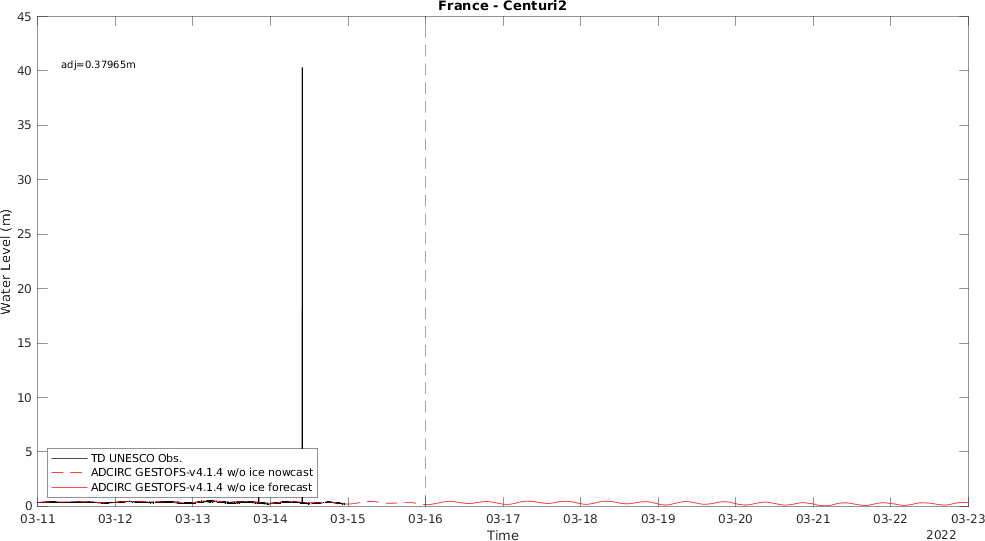 France - Centuri2
adj=0.37965m
45
40
35
30
25
20
15
10
5
0
Water Level (m)
TD UNESCO Obs.
ADCIRC GESTOFS-v4.1.4 w/o ice nowcast
ADCIRC GESTOFS-v4.1.4 w/o ice forecast
03-11 03-12 03-13 03-14 03-15 03-16 03-17 03-18 03-19 03-20 03-21 03-22 03-23
Time
2022